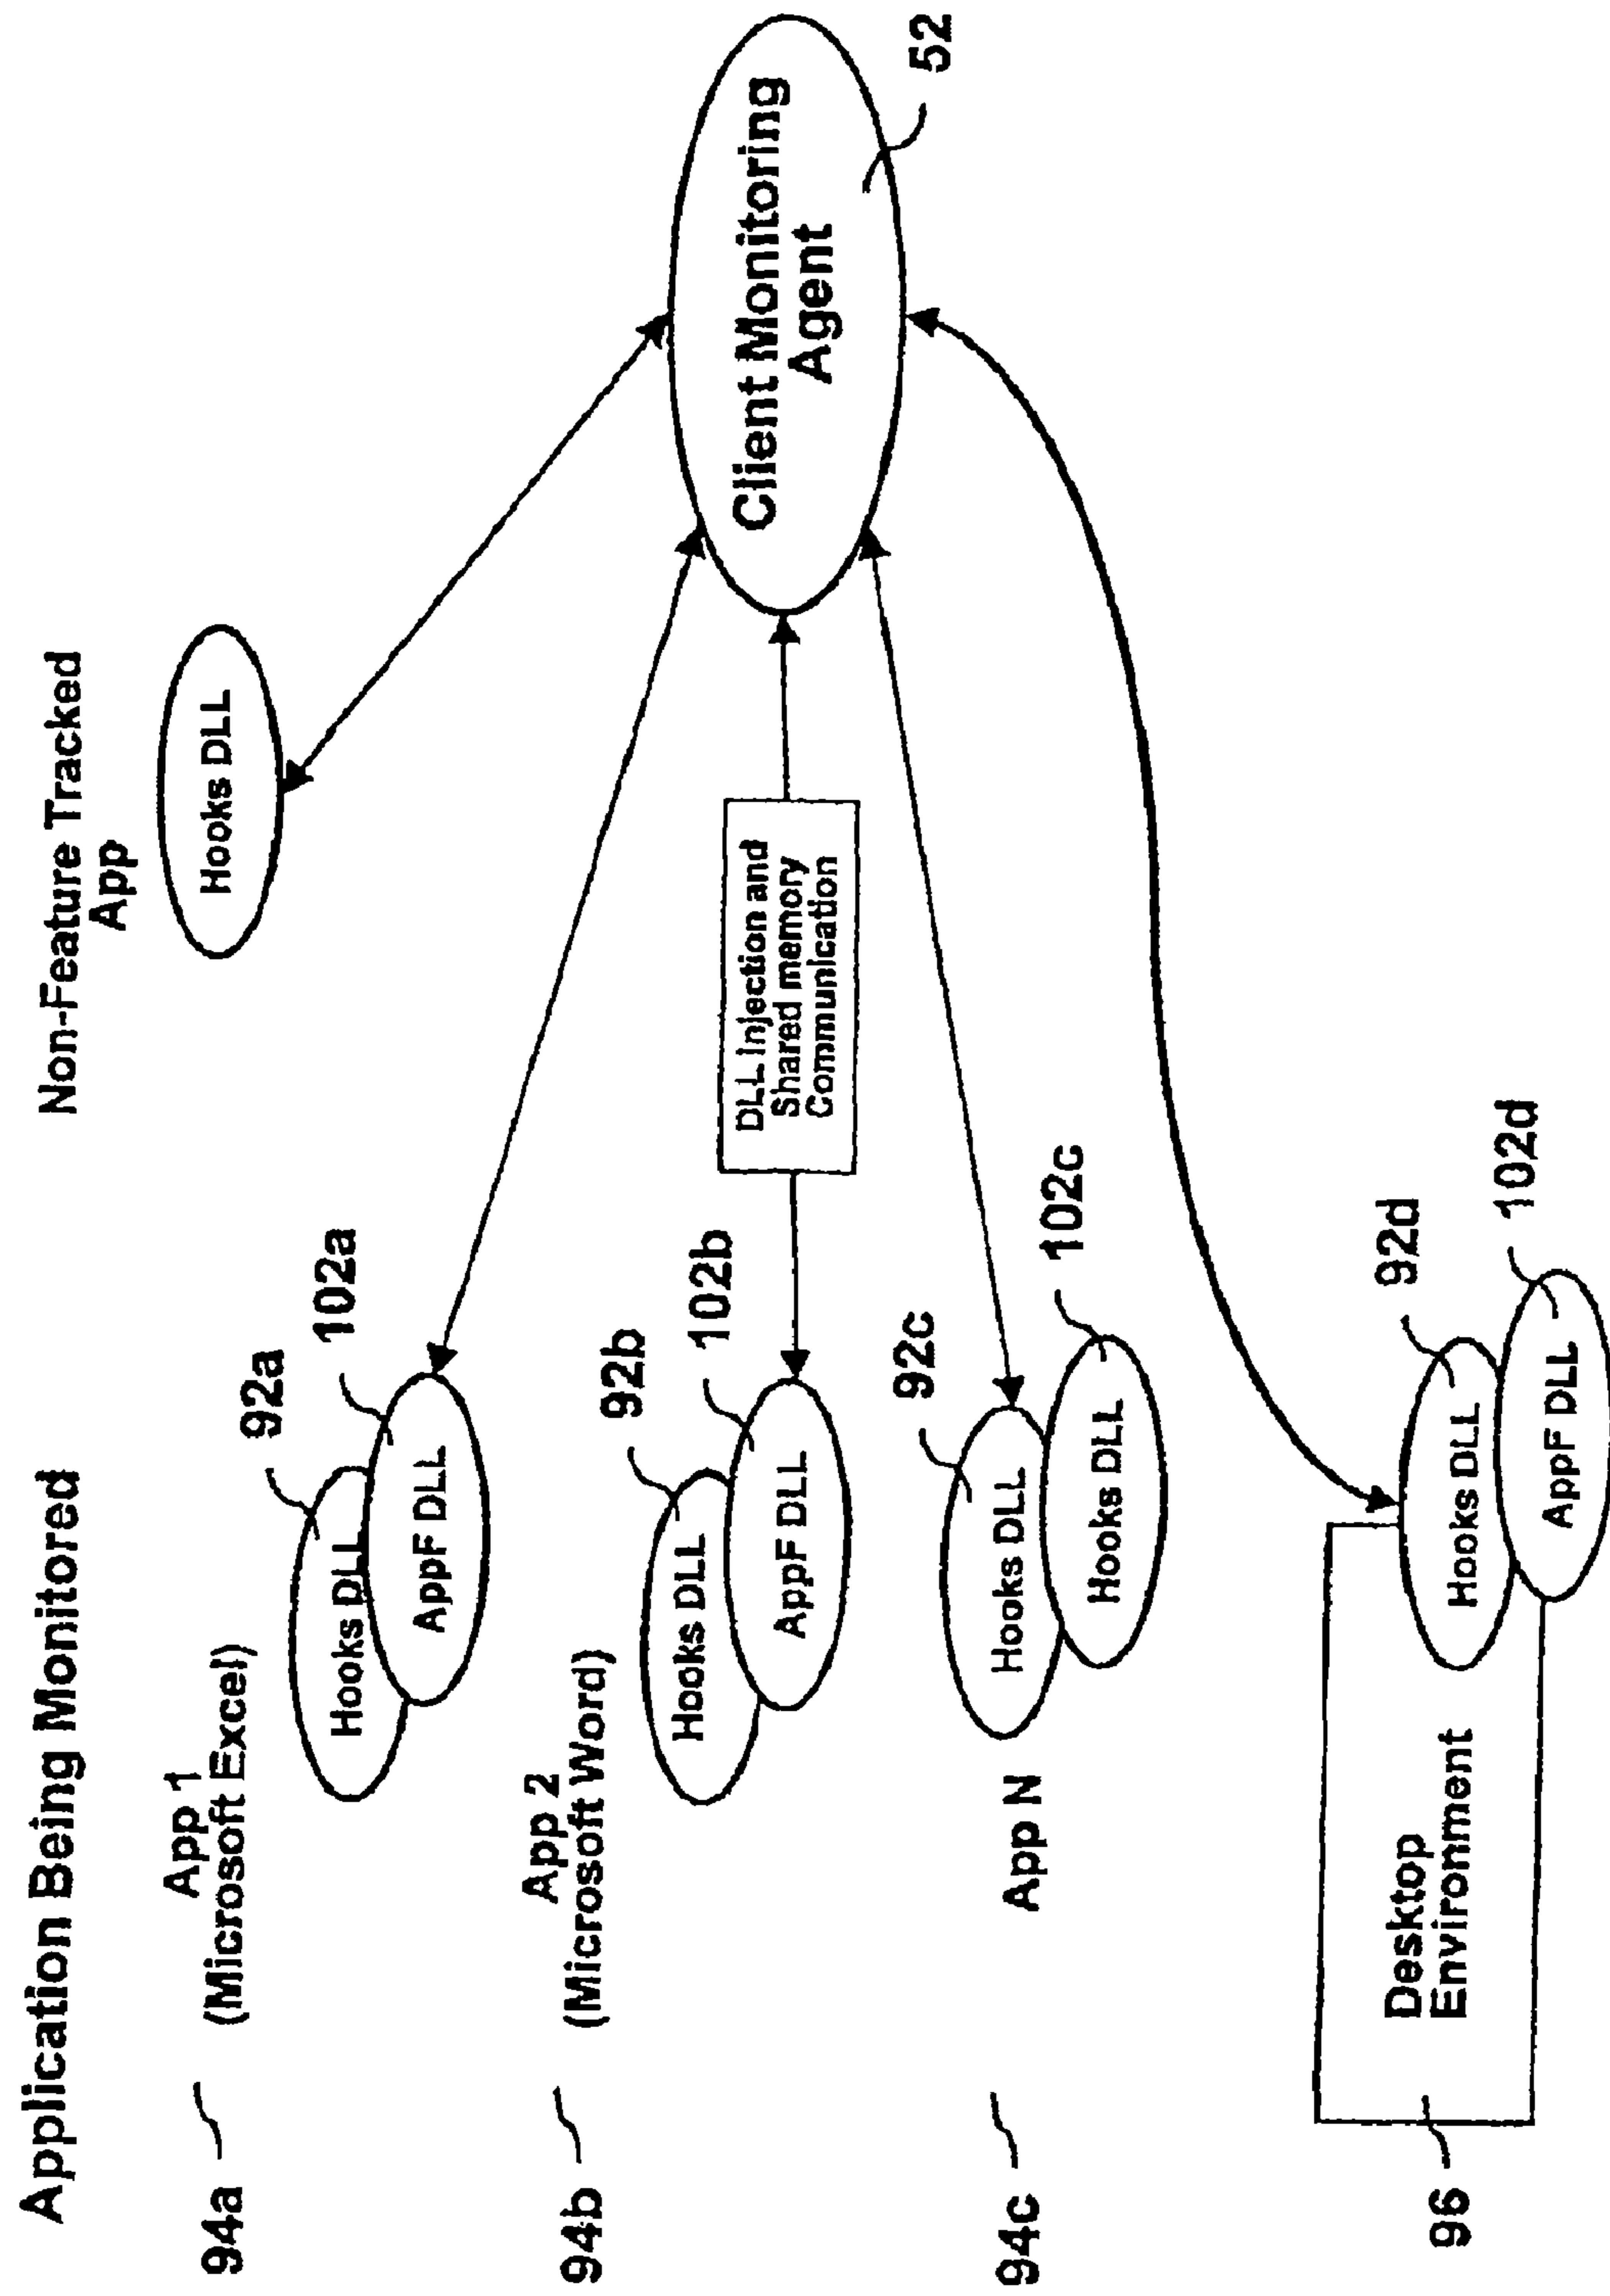 Application Being Monitored
Non-Feature Tracked
App
Hooks DLL
94a
App 1
(Microsoft Excel)
92a
102a
Hooks DLL
AppF DLL
94b
App 2
(Microsoft Word)
92b
102b
Hooks DLL
AppF DLL
DLL Injection and
Shared memory
Communication
Client Monitoring
Agent
52
94c
App N
92c
102c
Hooks DLL
Hooks DLL
96
Desktop
Environment
92d
102d
Hooks DLL
AppF DLL